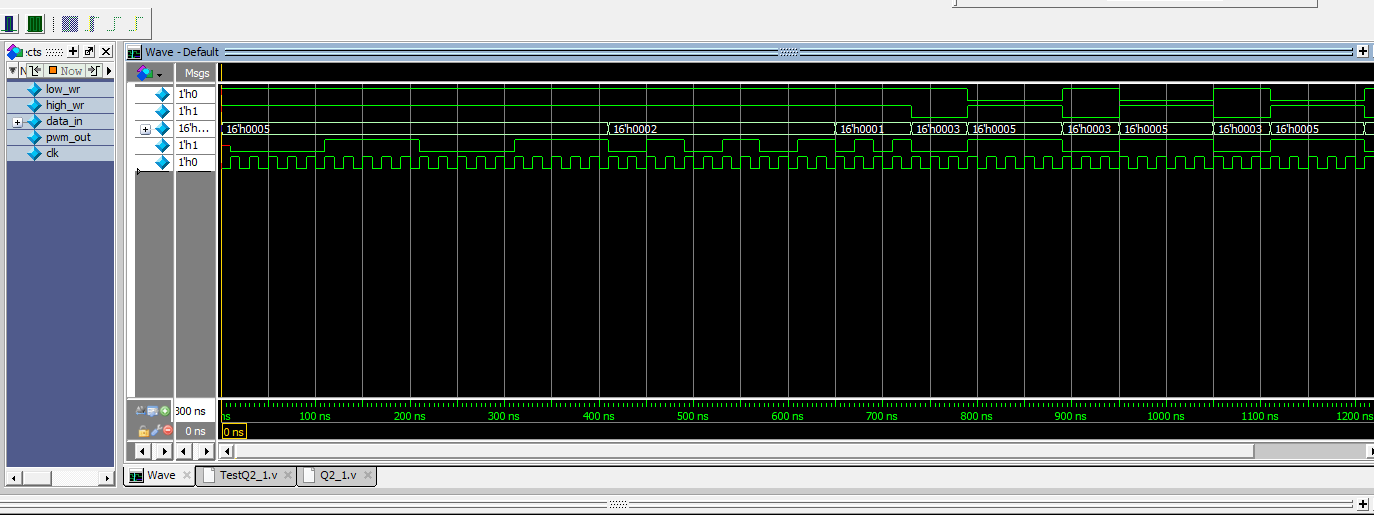 cts
Wave - Default
N Now
Msgs
low_wr
high_wr
data_in
pwm_out
clk
1'h0
1'h1
16'h...
1'h1
1'h0
16'h0005 16'h0002 16'h0001 16'h0003 16'h0005 16'h0003 16'h0005 16'h0003 16'h0005
300 ns
ns 100 ns 200 ns 300 ns 400 ns 500 ns 600 ns 700 ns 800 ns 900 ns 1000 ns 1100 ns 1200 ns
0 ns
0 ns
Wave TestQ2_1.v Q2_1.v